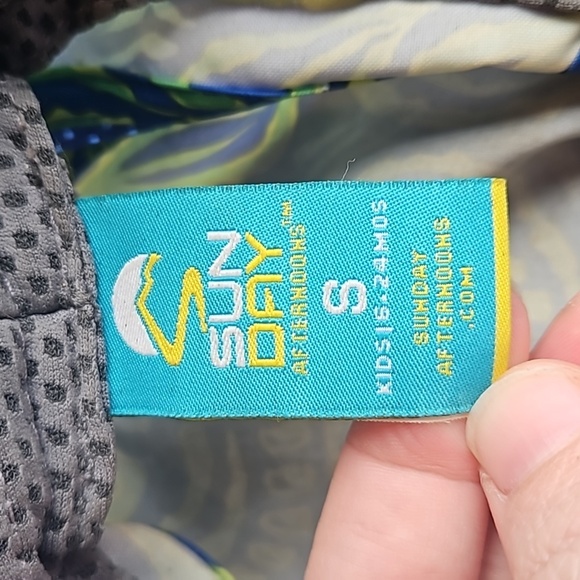 SUN
DAY
AFTERNOONS™
S
KIDS | 6-24 MOS
SUNDAY
AFTERNOONS
.COM